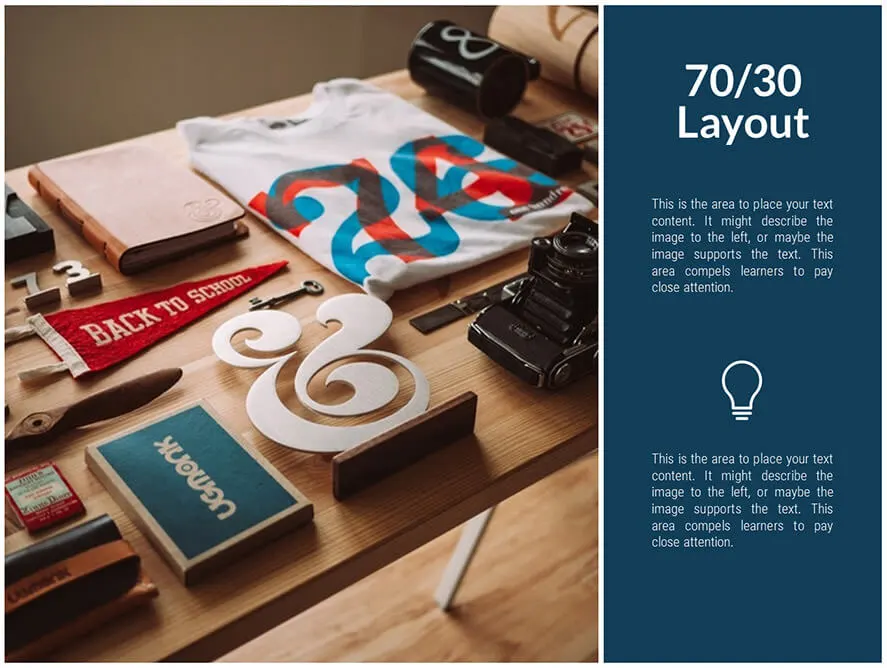 70/30
Layout
This is the area to place your text
content. It might describe the
image to the left, or maybe the
image supports the text. This
area compels learners to pay
close attention.
This is the area to place your text
content. It might describe the
image to the left, or maybe the
image supports the text. This
area compels learners to pay
close attention.
73
BACK TO SCHOOL
&
UGMONK